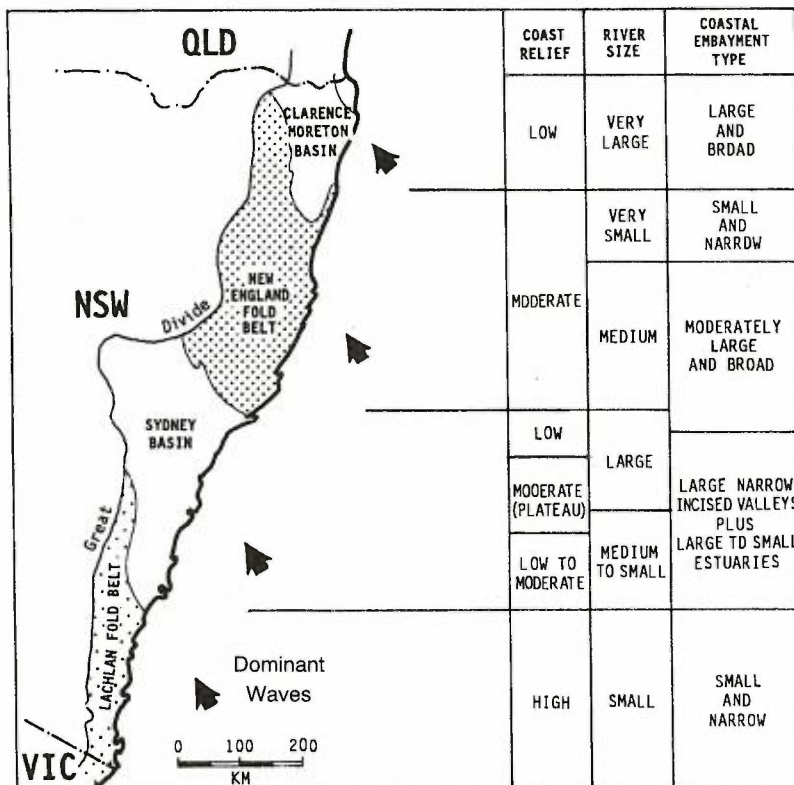 QLD
CLARENCE
MORETON
BASIN
NEW
ENGLAND
FOLD
BELT
NSW
Divide
SYDNEY
BASIN
Great
LACHLAN FOLD BELT
Dominant
Waves
VIC
0 100 200
KM
COAST
RELIEF
RIVER
SIZE
COASTAL
EMBAYMENT
TYPE
LOW
VERY
LARGE
LARGE
AND
BRDAD
MDDERATE
VERY
SMALL
SMALL
AND
NARRDW
MEDIUM
MODERATELY
LARGE
AND BROAD
LOW
LARGE
MODERATE
(PLATEAU)
LARGE NARROW
INCISED VALLEYS
PLUS
LARGE TD SMALL
ESTUARIES
LOW TO
MODERATE
MEDIUM
TO SMALL
HIGH
SMALL
SMALL
AND
NARROW